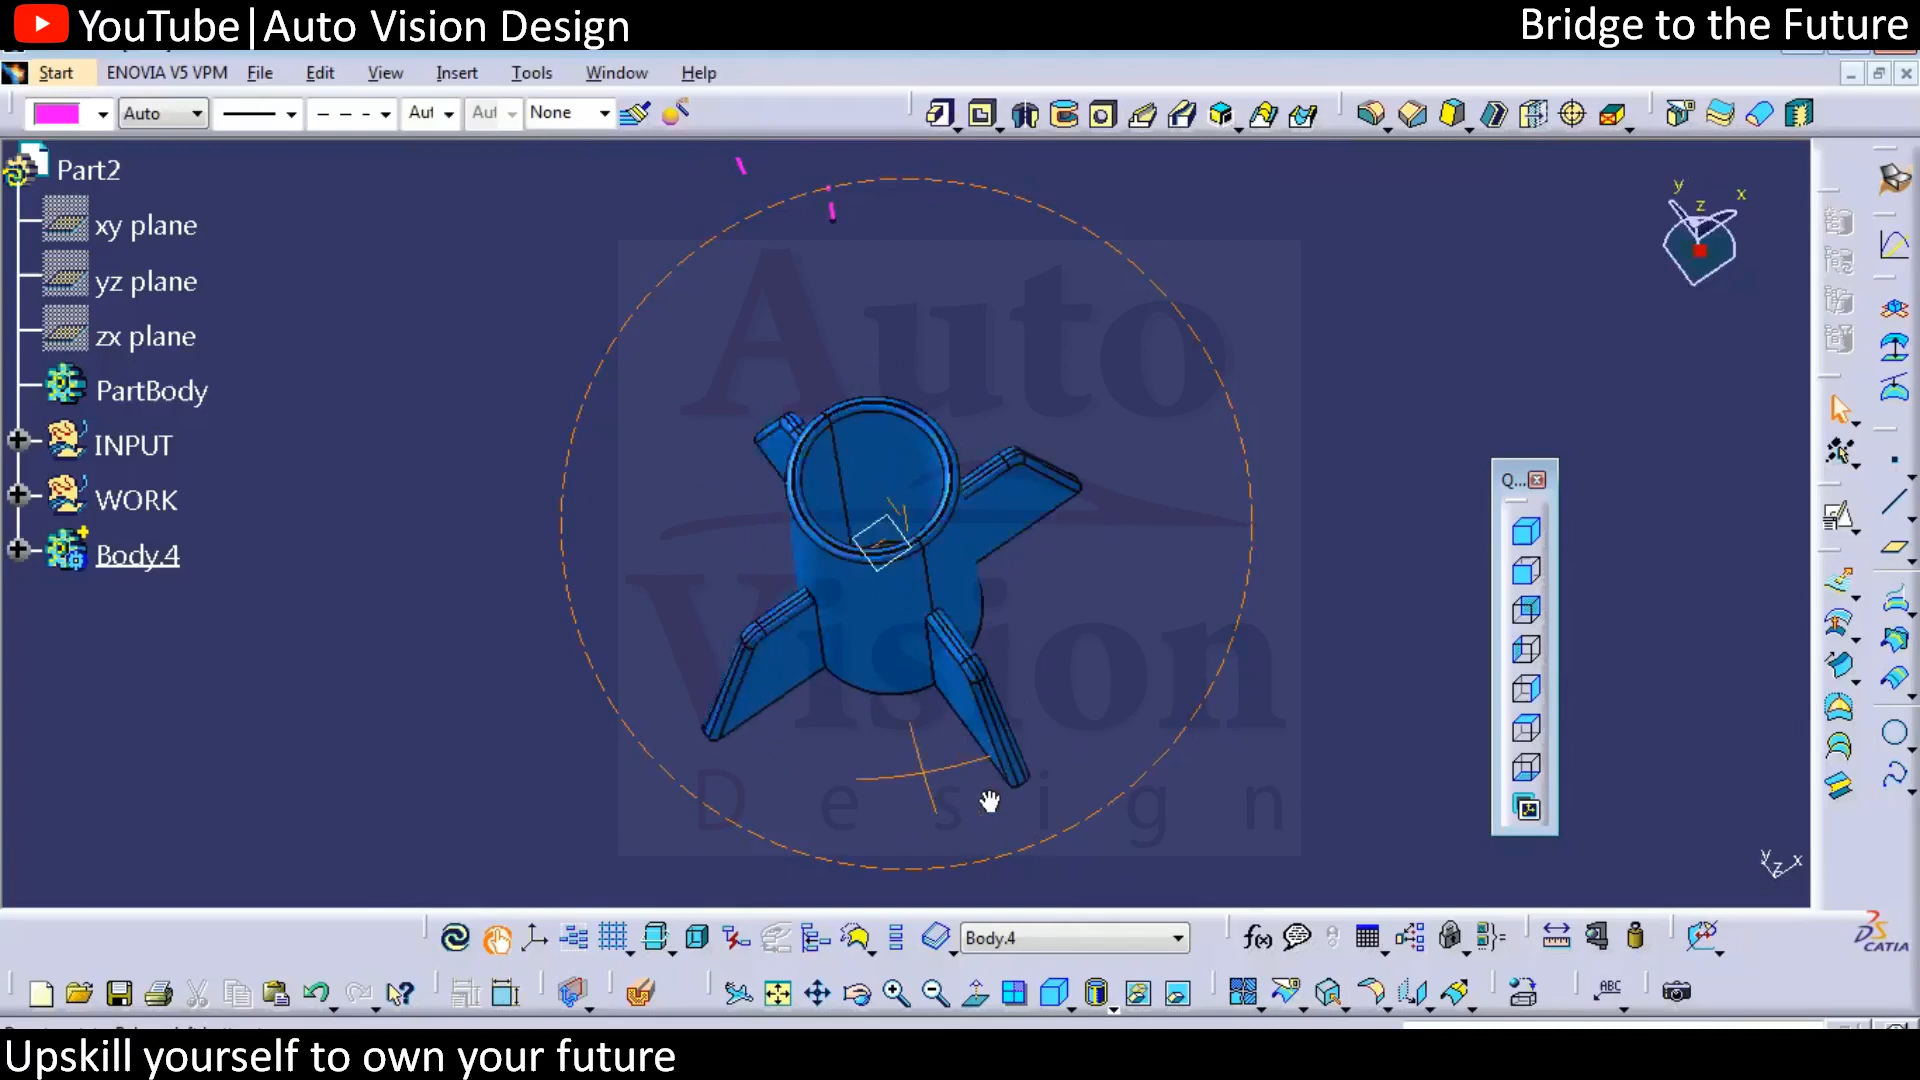 YouTube|Auto Vision Design
Bridge to the Future
Start ENOVIA V5 VPM File Edit View Insert Tools Window Help
Auto Aut Aut None
Part2
xy plane
yz plane
zx plane
PartBody
INPUT
WORK
Body.4
y x
z
Auto
Vision
Design
Q...
y x
z
Body.4
f(x)
CATIA
ABC
Upskill yourself to own your future